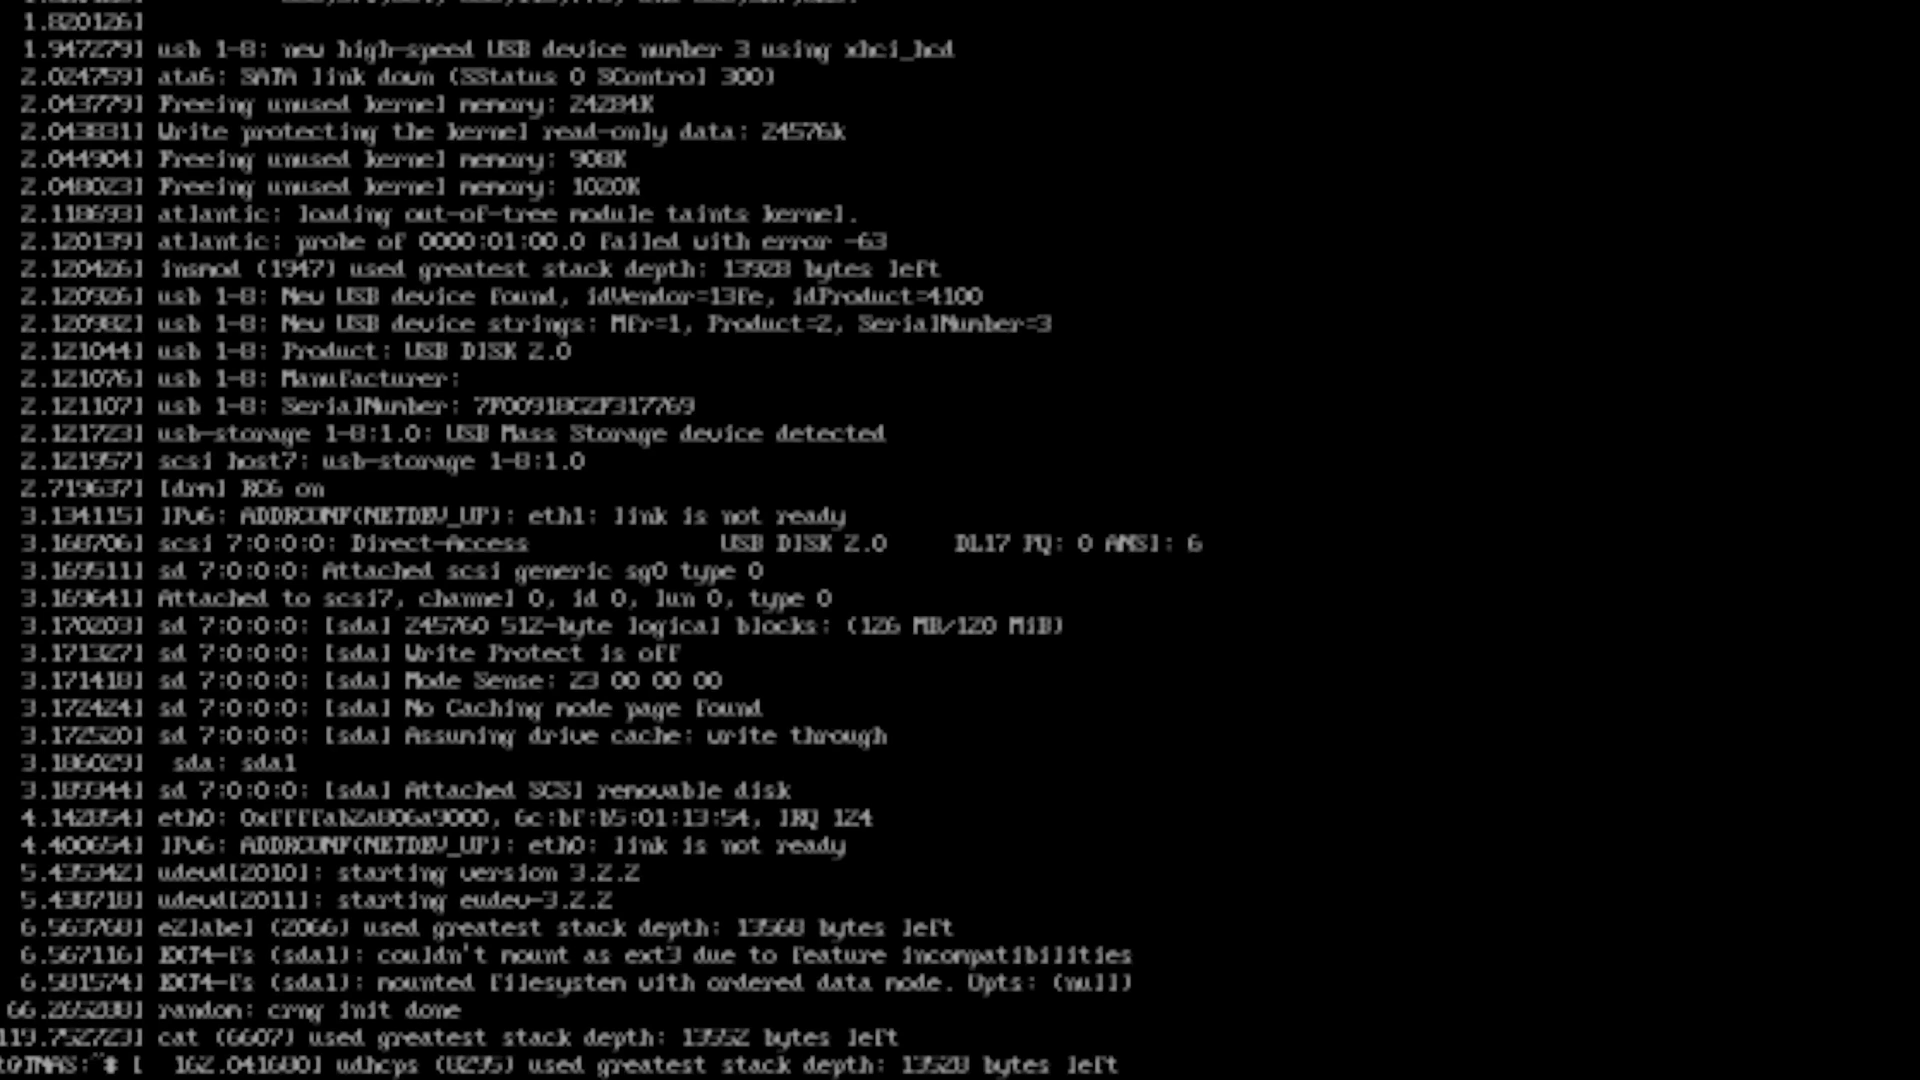 1.820126]
1.947279] usb 1-8: new high-speed USB device number 3 using xhci_hcd
2.024759] ata6: SATA link down (SStatus 0 SControl 300)
2.043779] Freeing unused kernel memory: 24284K
2.043831] Write protecting the kernel read-only data: 24576k
2.044904] Freeing unused kernel memory: 908K
2.048023] Freeing unused kernel memory: 1020K
2.118693] atlantic: loading out-of-tree module taints kernel.
2.120139] atlantic: probe of 0000:01:00.0 failed with error -63
2.120426] insmod (1947) used greatest stack depth: 13928 bytes left
2.120926] usb 1-8: New USB device found, idVendor=13fe, idProduct=4100
2.120982] usb 1-8: New USB device strings: Mfr=1, Product=2, SerialNumber=3
2.121044] usb 1-8: Product: USB DISK 2.0
2.121076] usb 1-8: Manufacturer:
2.121107] usb 1-8: SerialNumber: 7F00918C2F317769
2.121723] usb-storage 1-8:1.0: USB Mass Storage device detected
2.121957] scsi host7: usb-storage 1-8:1.0
2.719637] [drm] RC6 on
3.134115] IPv6: ADDRCONF(NETDEV_UP): eth1: link is not ready
3.168706] scsi 7:0:0:0: Direct-Access USB DISK 2.0 DL17 PQ: 0 ANSI: 6
3.169511] sd 7:0:0:0: Attached scsi generic sg0 type 0
3.169641] Attached to scsi7, channel 0, id 0, lun 0, type 0
3.170203] sd 7:0:0:0: [sda] 245760 512-byte logical blocks: (126 MB/120 MiB)
3.171327] sd 7:0:0:0: [sda] Write Protect is off
3.171418] sd 7:0:0:0: [sda] Mode Sense: 23 00 00 00
3.172424] sd 7:0:0:0: [sda] No Caching mode page found
3.172520] sd 7:0:0:0: [sda] Assuming drive cache: write through
3.186029] sda: sda1
3.189344] sd 7:0:0:0: [sda] Attached SCSI removable disk
4.142854] eth0: 0xffffab2a806a9000, 6c:bf:b5:01:13:54, IRQ 124
4.400654] IPv6: ADDRCONF(NETDEV_UP): eth0: link is not ready
5.435342] udevd[2010]: starting version 3.2.2
5.438718] udevd[2011]: starting eudev-3.2.2
6.563768] e2label (2066) used greatest stack depth: 13568 bytes left
6.567116] EXT4-fs (sda1): couldn't mount as ext3 due to feature incompatibilities
6.581574] EXT4-fs (sda1): mounted filesystem with ordered data mode. Opts: (null)
66.265288] random: crng init done
119.752723] cat (6607) used greatest stack depth: 13552 bytes left
t@TNAS:~# [ 162.041680] udhcps (8295) used greatest stack depth: 13528 bytes left